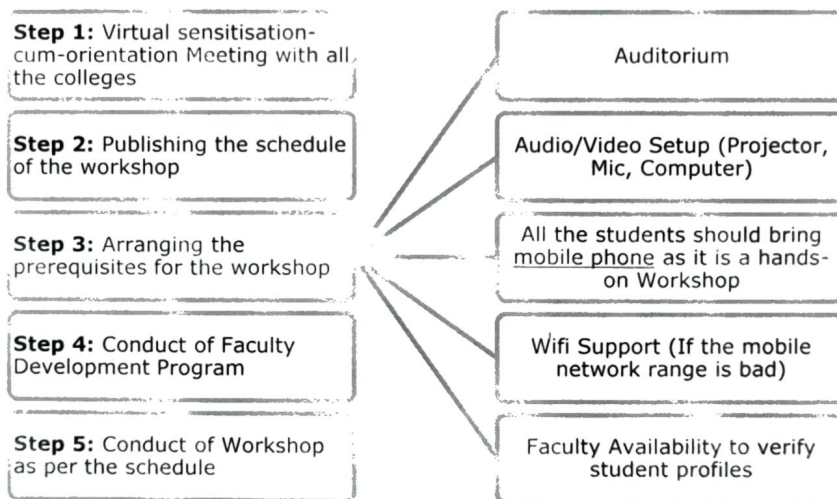 Step 1: Virtual sensitisation-
cum-orientation Meeting with all
the colleges
Step 2: Publishing the schedule
of the workshop
Step 3: Arranging the
prerequisites for the workshop
Step 4: Conduct of Faculty
Development Program
Step 5: Conduct of Workshop
as per the schedule
Auditorium
Audio/Video Setup (Projector,
Mic, Computer)
All the students should bring
mobile phone as it is a hands-
on Workshop
Wifi Support (If the mobile
network range is bad)
Faculty Availability to verify
student profiles